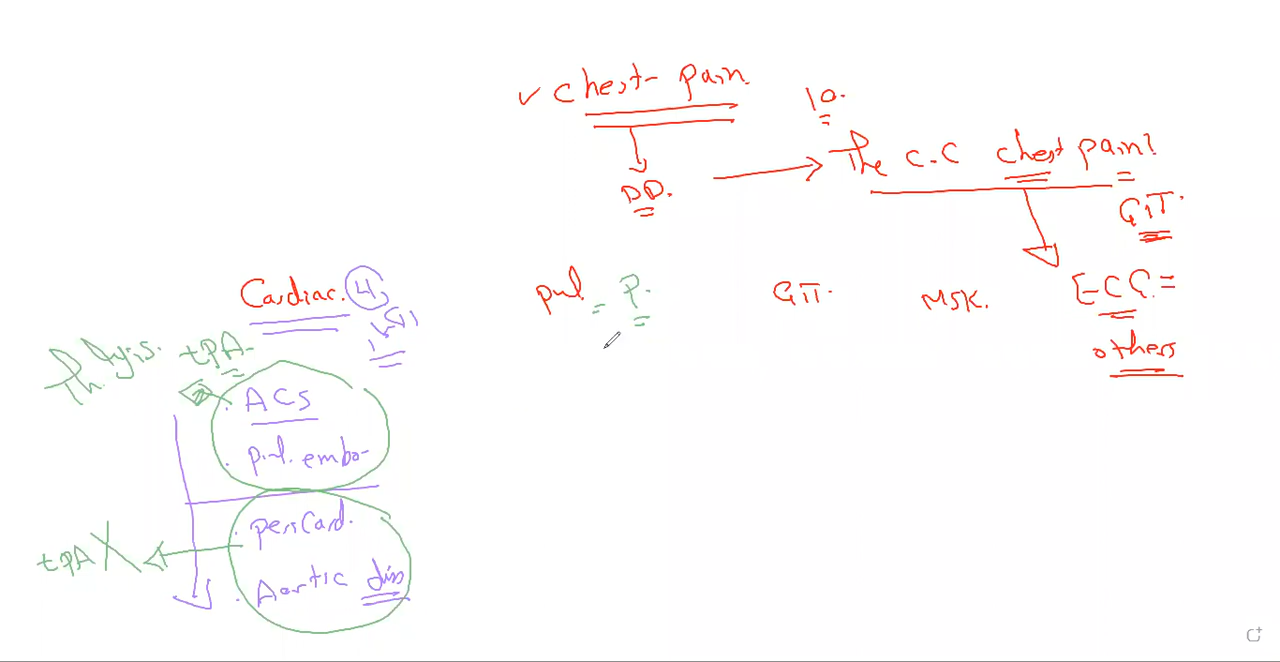 ✓ Chest pain.
10.
DD.
The C.C chest pain?
GIT.
ECG =
others
Cardiac. 4
pul = P.
GIT.
MSK.
tPA.
ACS
pul. embo-
periCard.
Aortic diss
tPA X